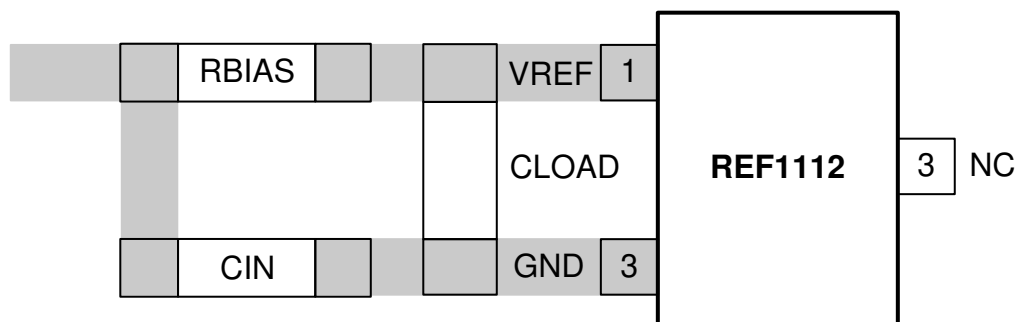 RBIAS VREF 1
CLOAD REF1112 3 NC
CIN GND 3